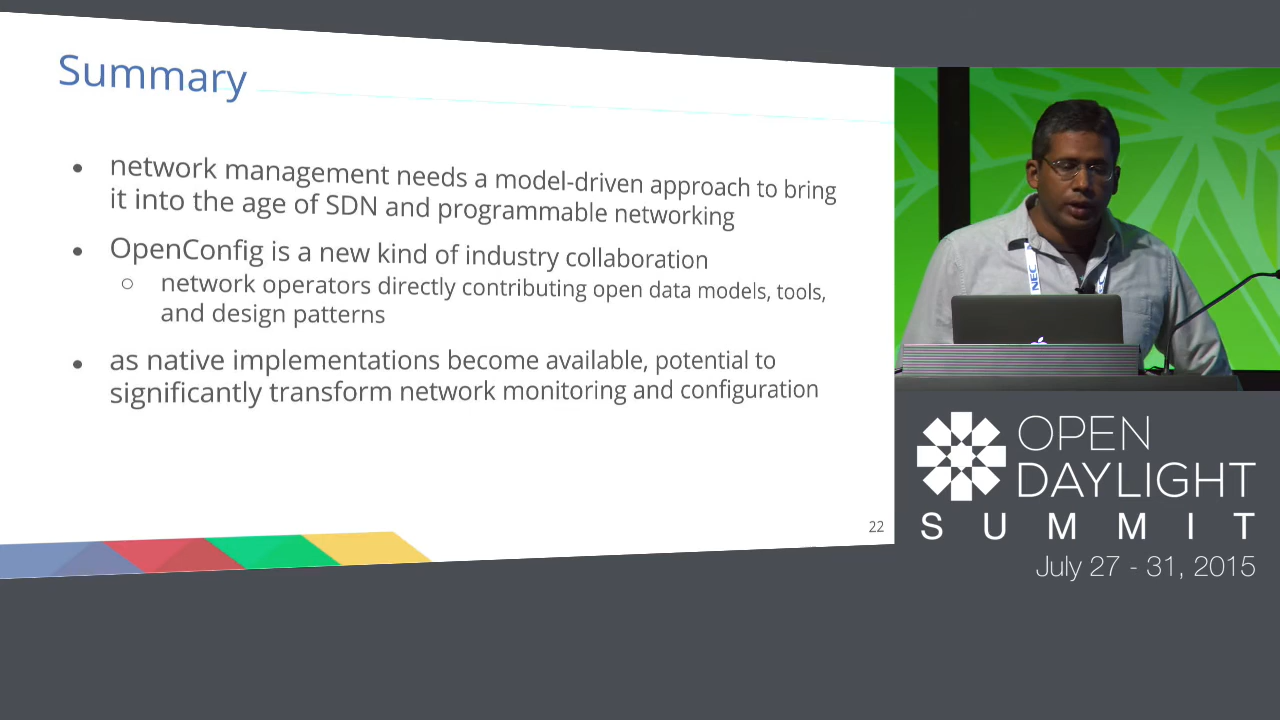 Summary
network management needs a model-driven approach to bring
it into the age of SDN and programmable networking
OpenConfig is a new kind of industry collaboration
network operators directly contributing open data models, tools,
and design patterns
as native implementations become available, potential to
significantly transform network monitoring and configuration
22
NEC
OPEN
DAYLIGHT
SUMMIT
July 27 - 31, 2015